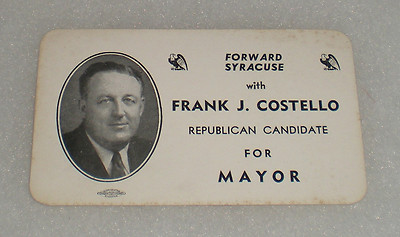 FORWARD
SYRACUSE
with
FRANK J. COSTELLO
REPUBLICAN CANDIDATE
FOR
MAYOR